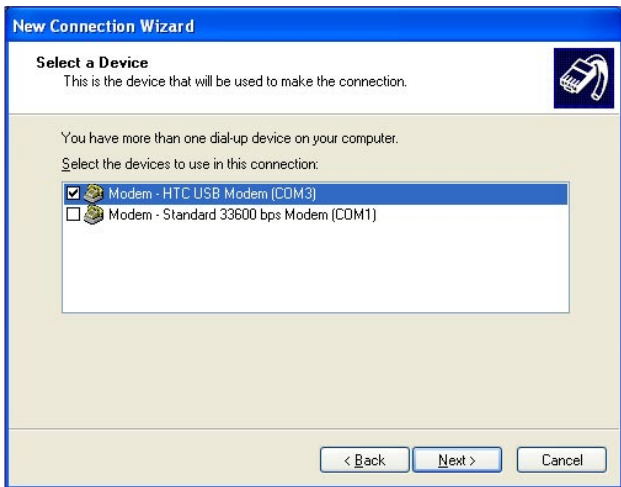 New Connection Wizard
Select a Device
This is the device that will be used to make the connection.
You have more than one dial-up device on your computer.
Select the devices to use in this connection:
Modem - HTC USB Modem (COM3)
Modem - Standard 33600 bps Modem (COM1)
< Back Next > Cancel